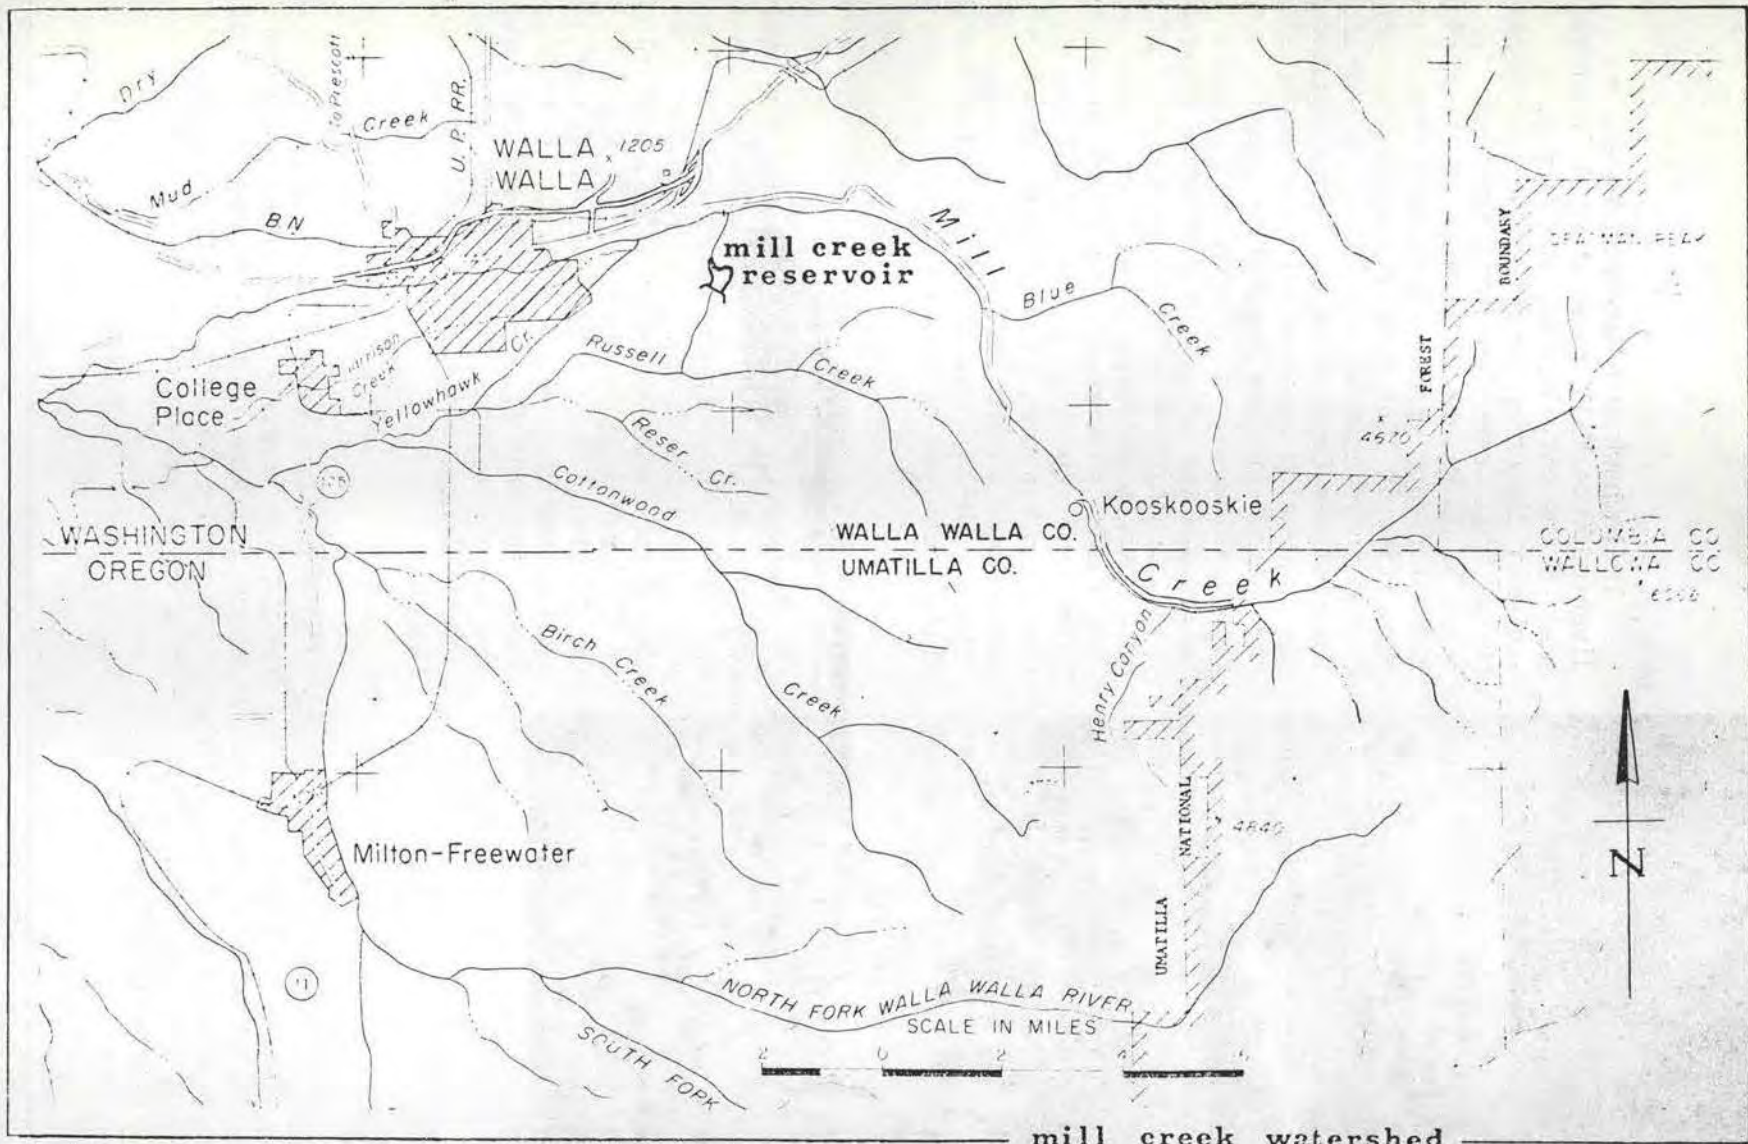 Dry
Creek
To Prescott
U. P. RR.
WALLA
WALLA
1205
Mud
B.N
Mill
mill creek
reservoir
Blue
Creek
BOUNDARY
DEADMAN PEAK
FOREST
Russell
Creek
Cr.
Yellowhawk
Creek
College
Place
Reser
Cr.
4670
Cottonwood
125
Kooskooskie
WASHINGTON
OREGON
WALLA WALLA CO.
UMATILLA CO.
COLUMBIA CO
WALLOWA CO
Creek
Henry Canyon
Birch Creek
Creek
NATIONAL
4840
Milton-Freewater
N
UMATILIA
11
NORTH FORK WALLA WALLA RIVER
SCALE IN MILES
2 0 2 4 6
SOUTH FORK
mill creek watershed